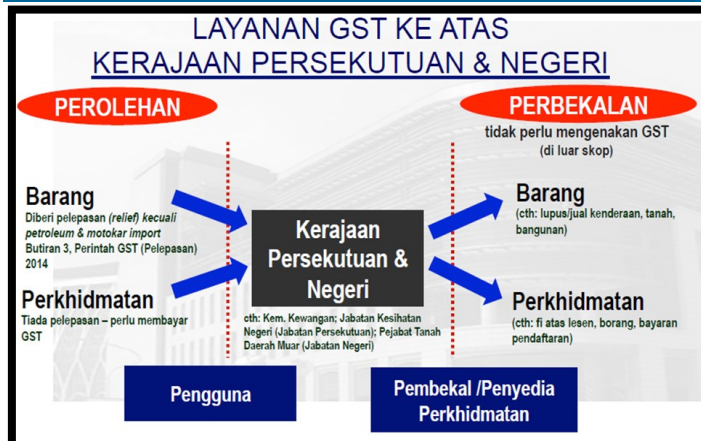 LAYANAN GST KE ATAS
KERAJAAN PERSEKUTUAN & NEGERI
PEROLEHAN
PERBEKALAN
tidak perlu mengenakan GST
(di luar skop)
Barang
Diberi pelepasan (relief) kecuali
petroleum & motokar import
Butiran 3, Perintah GST (Pelepasan)
2014
Perkhidmatan
Tiada pelepasan – perlu membayar
GST
Kerajaan
Persekutuan &
Negeri
cth: Kem. Kewangan; Jabatan Kesihatan
Negeri (Jabatan Persekutuan); Pejabat Tanah
Daerah Muar (Jabatan Negeri)
Barang
(cth: lupus/jual kenderaan, tanah,
bangunan)
Perkhidmatan
(cth: fi atas lesen, borang, bayaran
pendaftaran)
Pengguna
Pembekal /Penyedia
Perkhidmatan